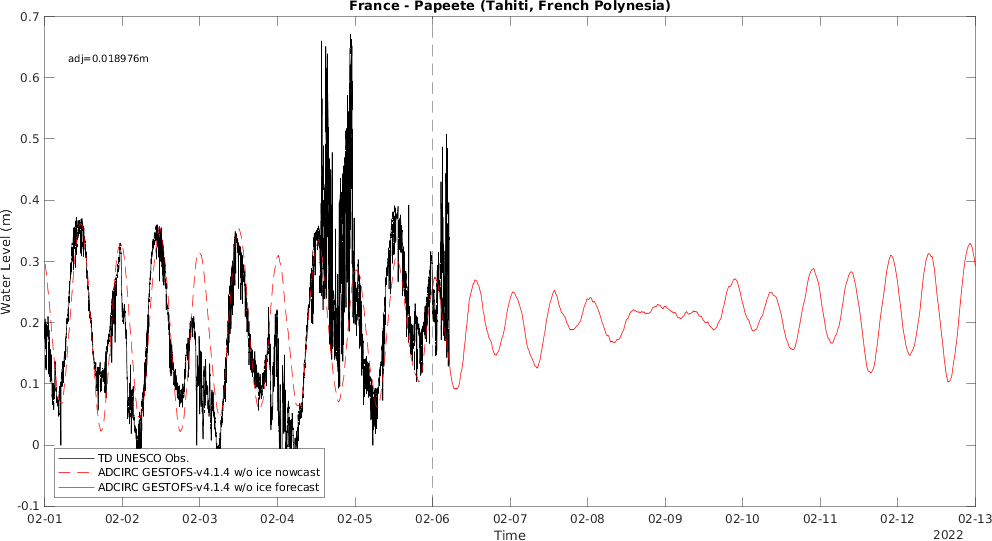 France - Papeete (Tahiti, French Polynesia)
0.7
adj=0.018976m
0.6
0.5
0.4
0.3
0.2
0.1
0
-0.1
Water Level (m)
TD UNESCO Obs.
ADCIRC GESTOFS-v4.1.4 w/o ice nowcast
ADCIRC GESTOFS-v4.1.4 w/o ice forecast
02-01 02-02 02-03 02-04 02-05 02-06 02-07 02-08 02-09 02-10 02-11 02-12 02-13
Time
2022